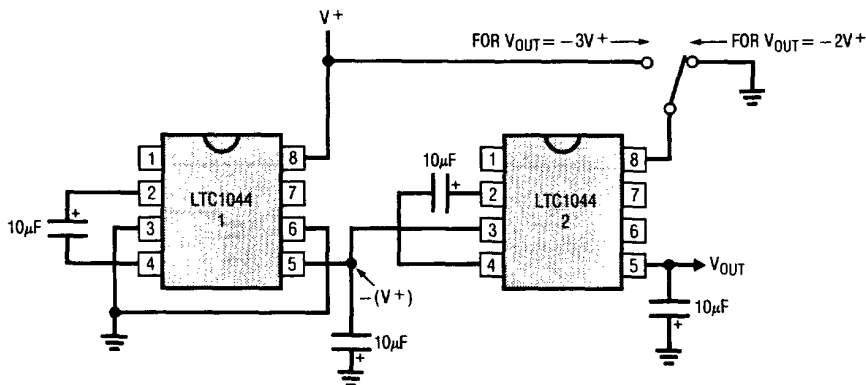 V+
FOR VOUT = −3V+
FOR VOUT = −2V+
1
2
3
4
8
7
6
5
LTC1044
1
10µF
+
−(V+)
10µF
+
10µF
+
1
2
3
4
8
7
6
5
LTC1044
2
VOUT
10µF
+